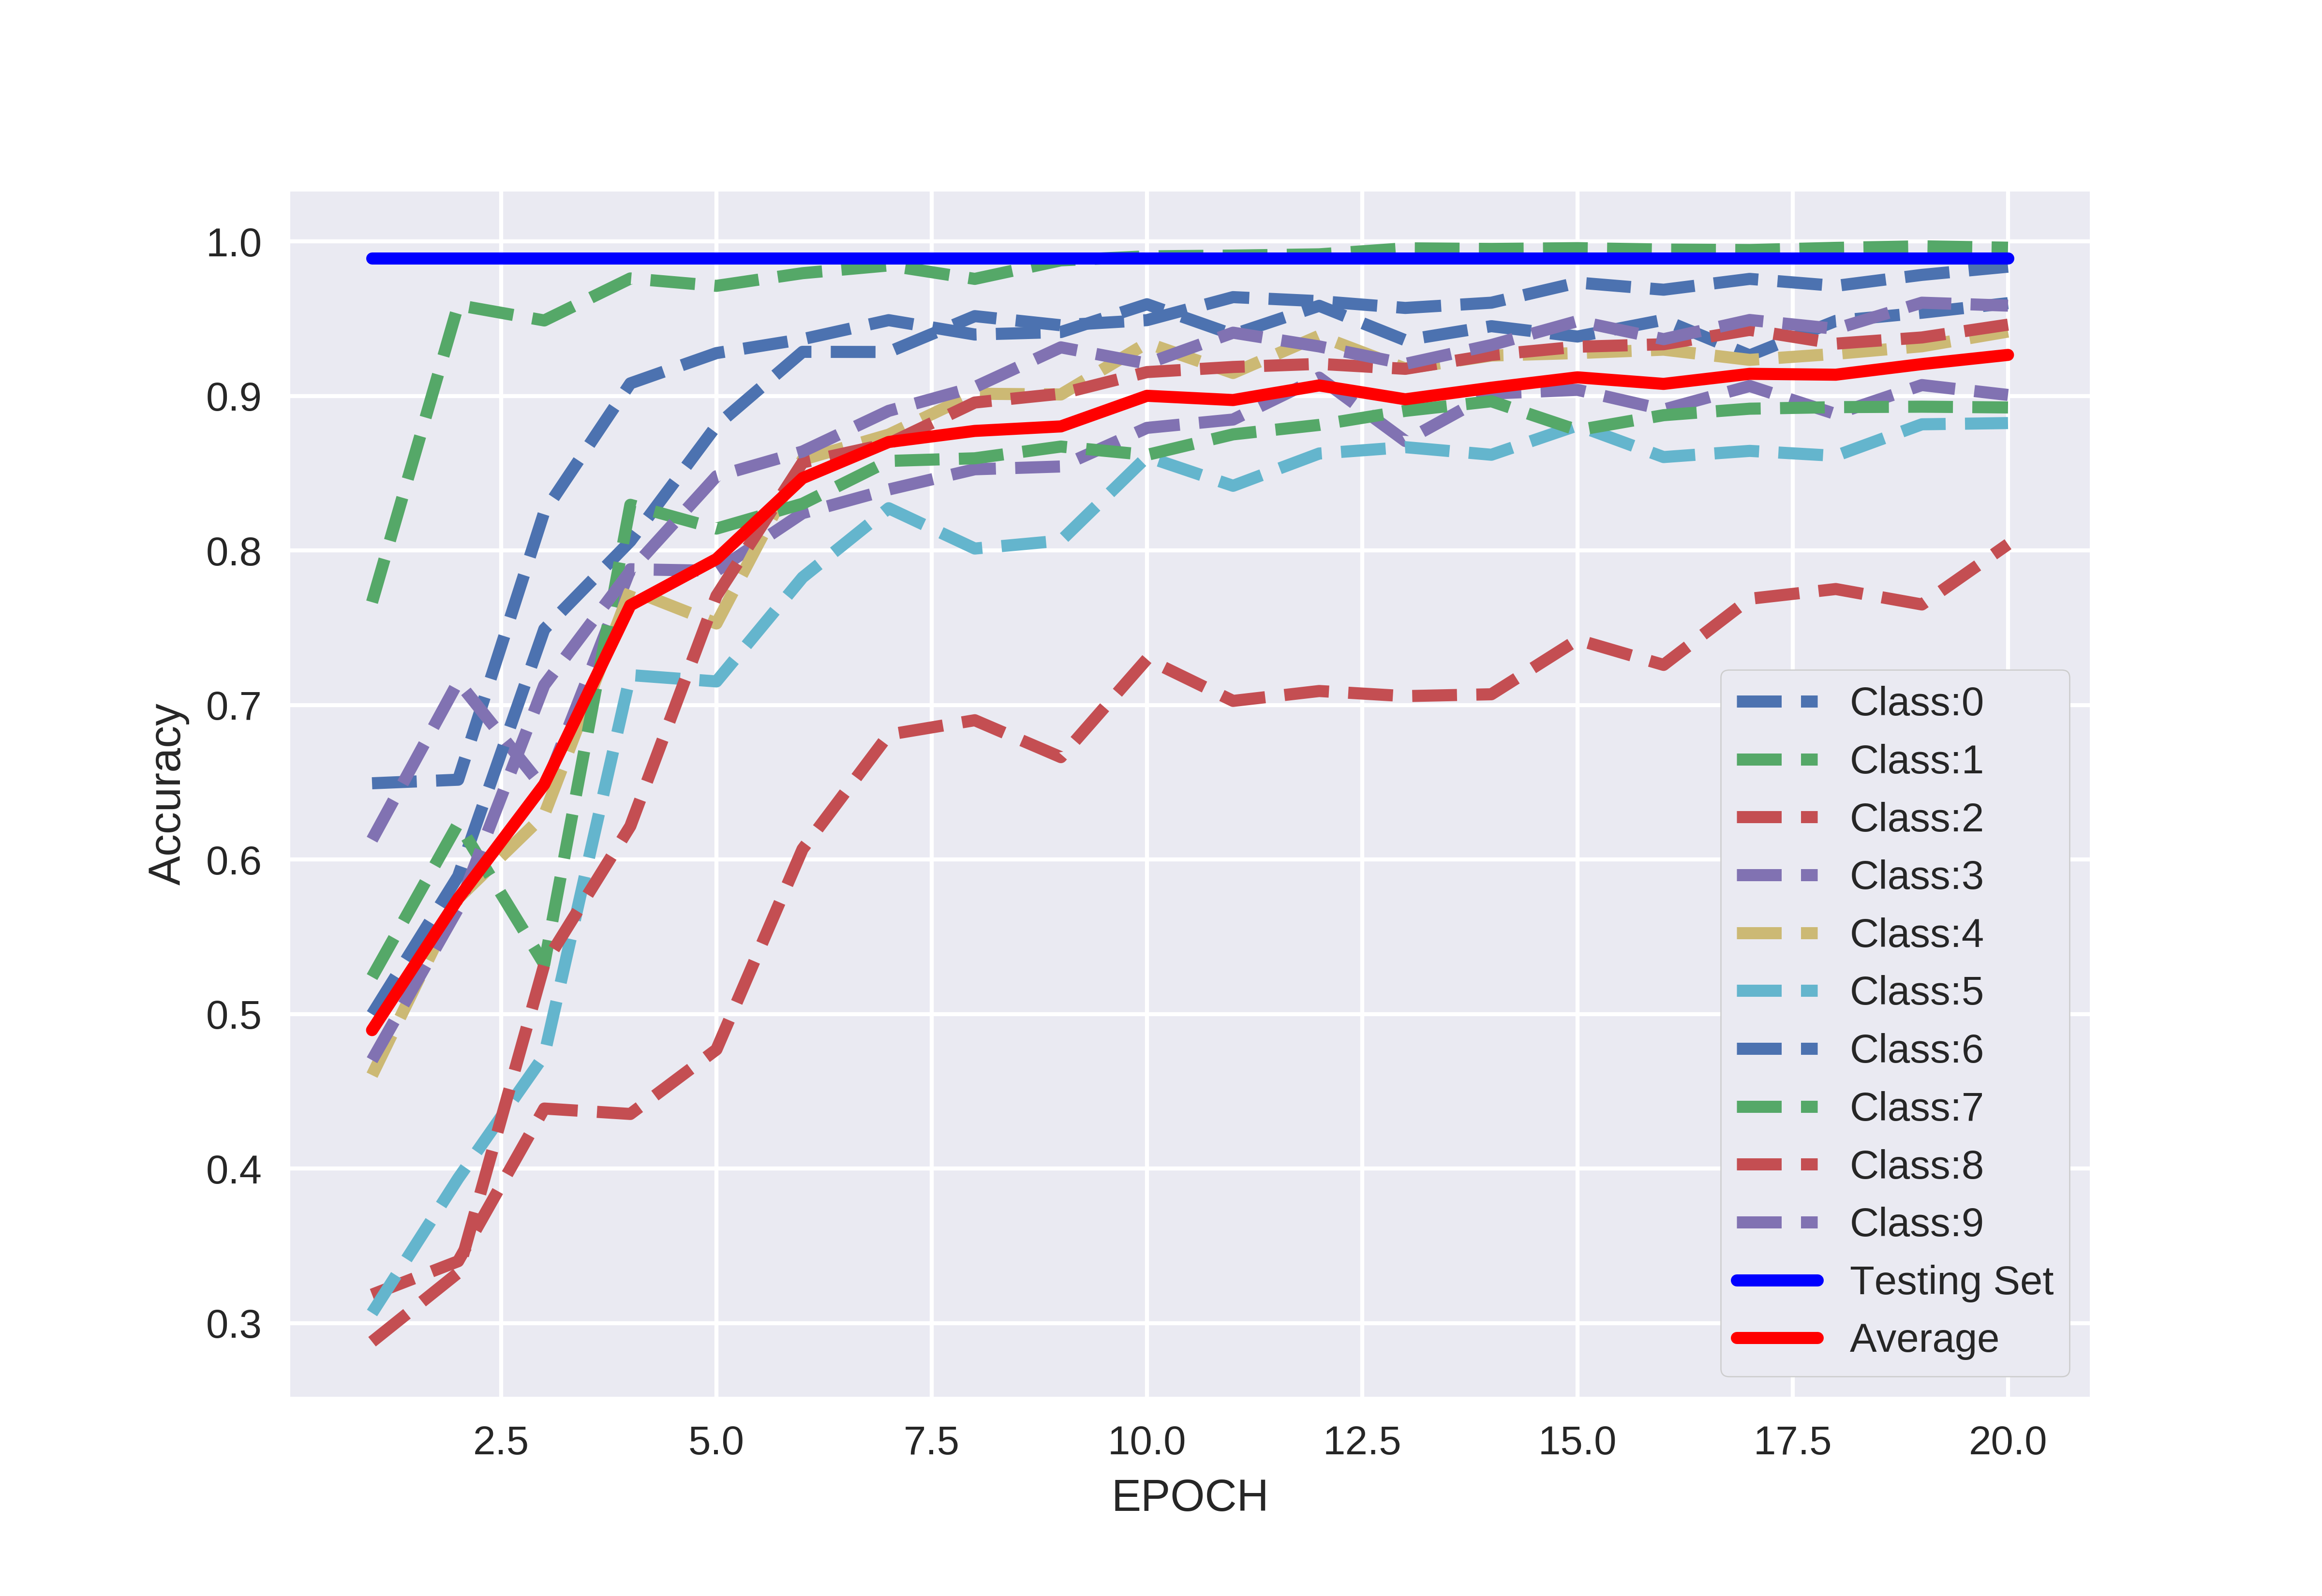 1.0
0.9
0.8
0.7
0.6
0.5
0.4
0.3
Accuracy
2.5 5.0 7.5 10.0 12.5 15.0 17.5 20.0
EPOCH
Class:0
Class:1
Class:2
Class:3
Class:4
Class:5
Class:6
Class:7
Class:8
Class:9
Testing Set
Average